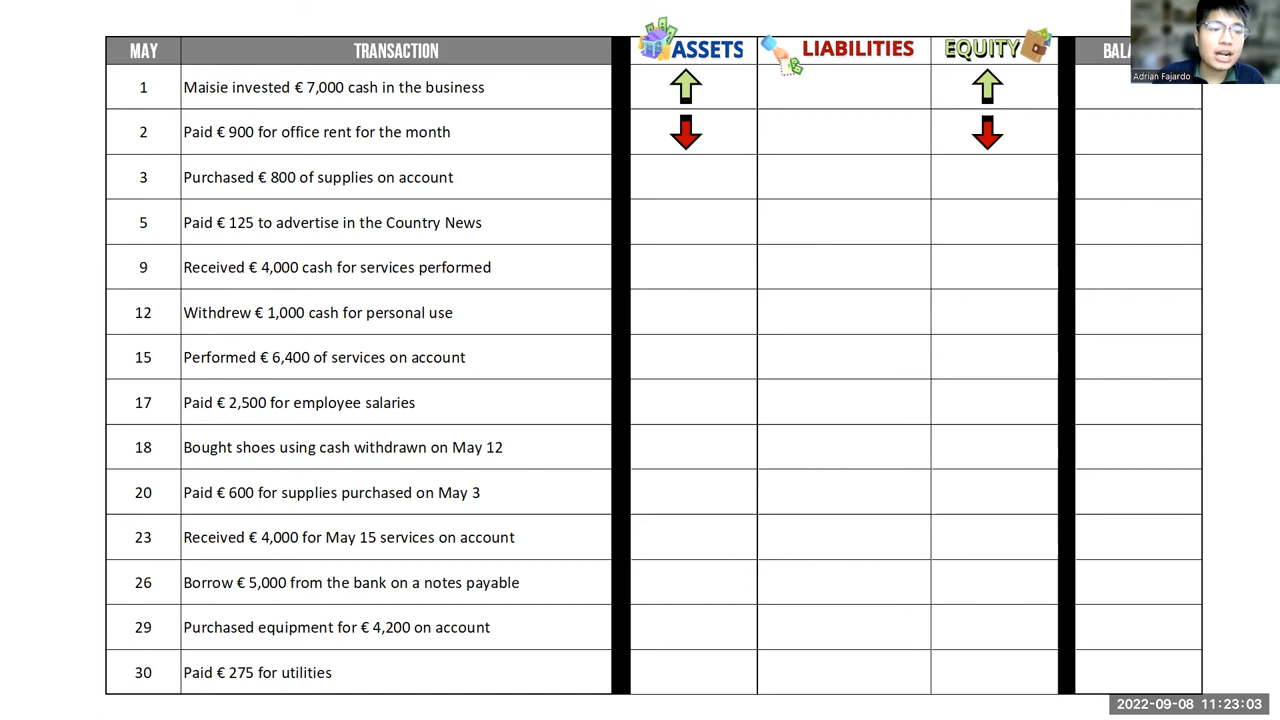 MAY TRANSACTION ASSETS LIABILITIES EQUITY
Adrian Fajardo
1 Maisie invested € 7,000 cash in the business
2 Paid € 900 for office rent for the month
3 Purchased € 800 of supplies on account
5 Paid € 125 to advertise in the Country News
9 Received € 4,000 cash for services performed
12 Withdrew € 1,000 cash for personal use
15 Performed € 6,400 of services on account
17 Paid € 2,500 for employee salaries
18 Bought shoes using cash withdrawn on May 12
20 Paid € 600 for supplies purchased on May 3
23 Received € 4,000 for May 15 services on account
26 Borrow € 5,000 from the bank on a notes payable
29 Purchased equipment for € 4,200 on account
30 Paid € 275 for utilities
2022-09-08 11:23:03